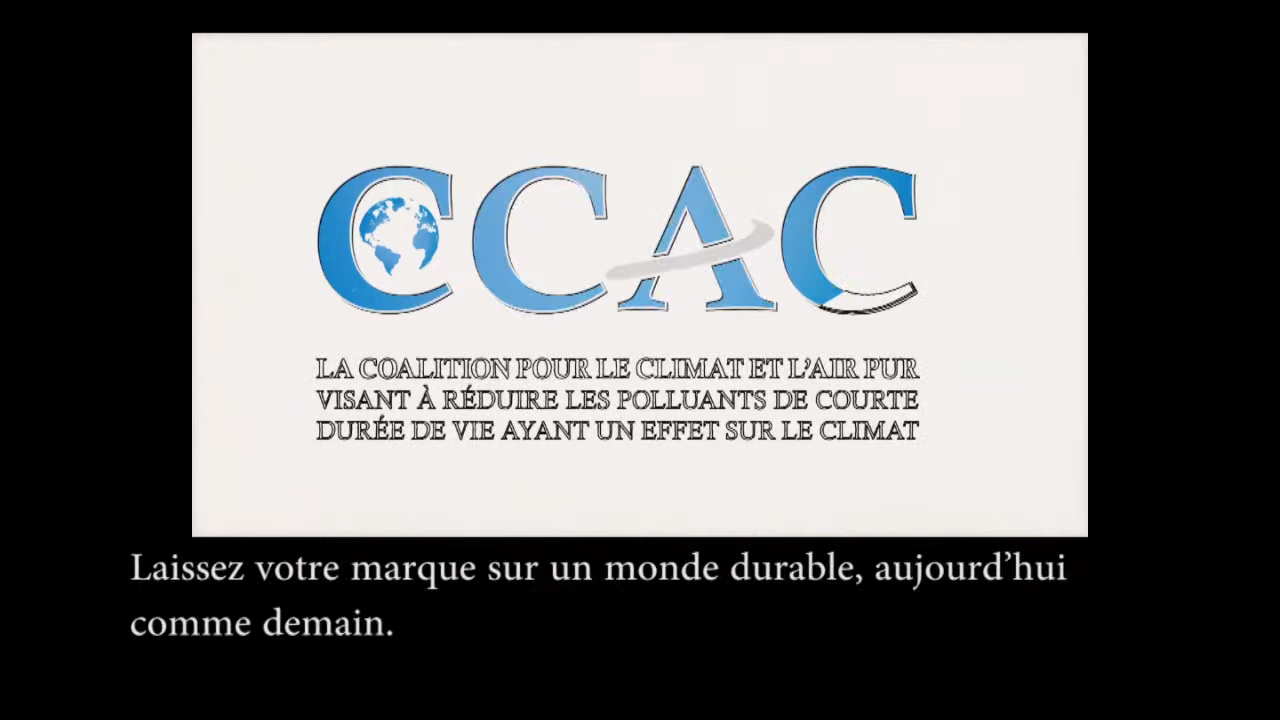 CCAC
LA COALITION POUR LE CLIMAT ET L’AIR PUR
VISANT À RÉDUIRE LES POLLUANTS DE COURTE
DURÉE DE VIE AYANT UN EFFET SUR LE CLIMAT
Laissez votre marque sur un monde durable, aujourd’hui
comme demain.